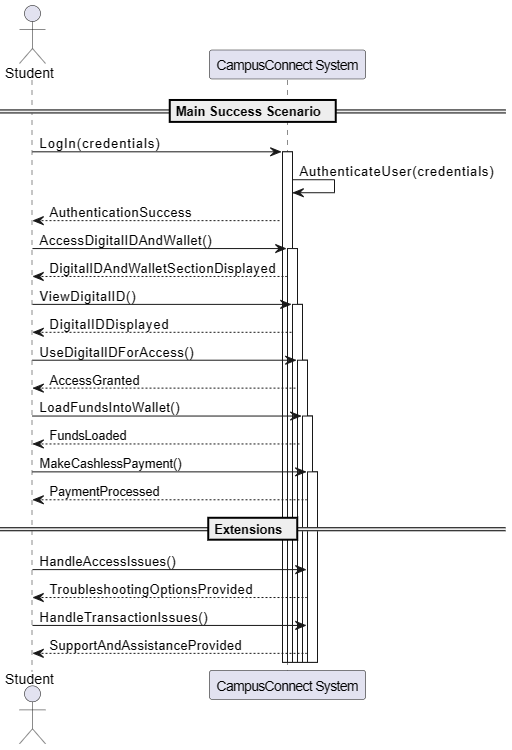 Student
CampusConnect System
Main Success Scenario
LogIn(credentials)
AuthenticateUser(credentials)
AuthenticationSuccess
AccessDigitalIDAndWallet()
DigitalIDAndWalletSectionDisplayed
ViewDigitalID()
DigitalIDDisplayed
UseDigitalIDForAccess()
AccessGranted
LoadFundsIntoWallet()
FundsLoaded
MakeCashlessPayment()
PaymentProcessed
Extensions
HandleAccessIssues()
TroubleshootingOptionsProvided
HandleTransactionIssues()
SupportAndAssistanceProvided
Student
CampusConnect System